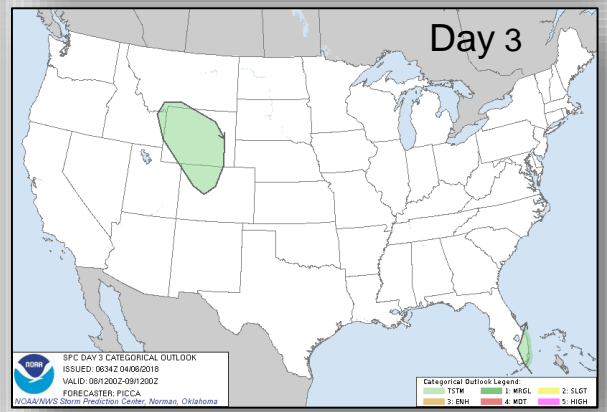 Day 3
NOAA
SPC DAY 3 CATEGORICAL OUTLOOK
ISSUED: 0634Z 04/06/2018
VALID: 08/1200Z-09/1200Z
FORECASTER: PICCA
NOAA/NWS Storm Prediction Center, Norman, Oklahoma
Categorical Outlook Legend:
TSTM 1: MRGL 2: SLGT
3: ENH 4: MDT 5: HIGH